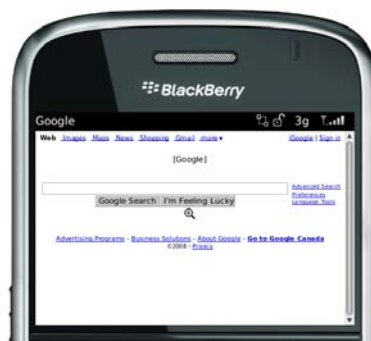 BlackBerry
Google 3g
Web Images Maps News Shopping Gmail more iGoogle | Sign in
[Google]
Advanced Search
Preferences
Language Tools
Google Search I'm Feeling Lucky
Advertising Programs - Business Solutions - About Google - Go to Google Canada
©2008 - Privacy